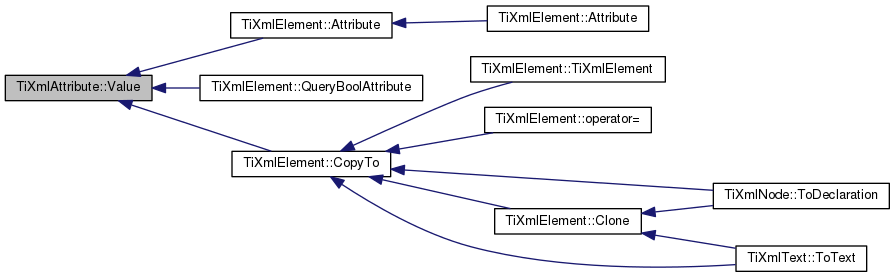 TiXmlElement::Attribute
TiXmlElement::Attribute
TiXmlElement::TiXmlElement
TiXmlAttribute::Value
TiXmlElement::QueryBoolAttribute
TiXmlElement::operator=
TiXmlElement::CopyTo
TiXmlNode::ToDeclaration
TiXmlElement::Clone
TiXmlText::ToText